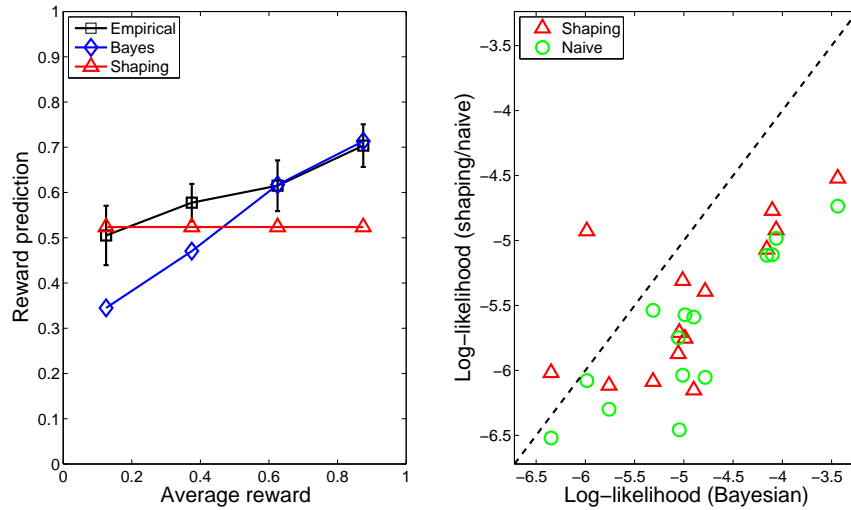 Empirical
Bayes
Shaping
1
0.9
0.8
0.7
0.6
0.5
0.4
0.3
0.2
0.1
0
Reward prediction
0 0.2 0.4 0.6 0.8 1
Average reward
Shaping
Naive
−3.5
−4
−4.5
−5
−5.5
−6
−6.5
Log−likelihood (shaping/naive)
−6.5 −6 −5.5 −5 −4.5 −4 −3.5
Log−likelihood (Bayesian)